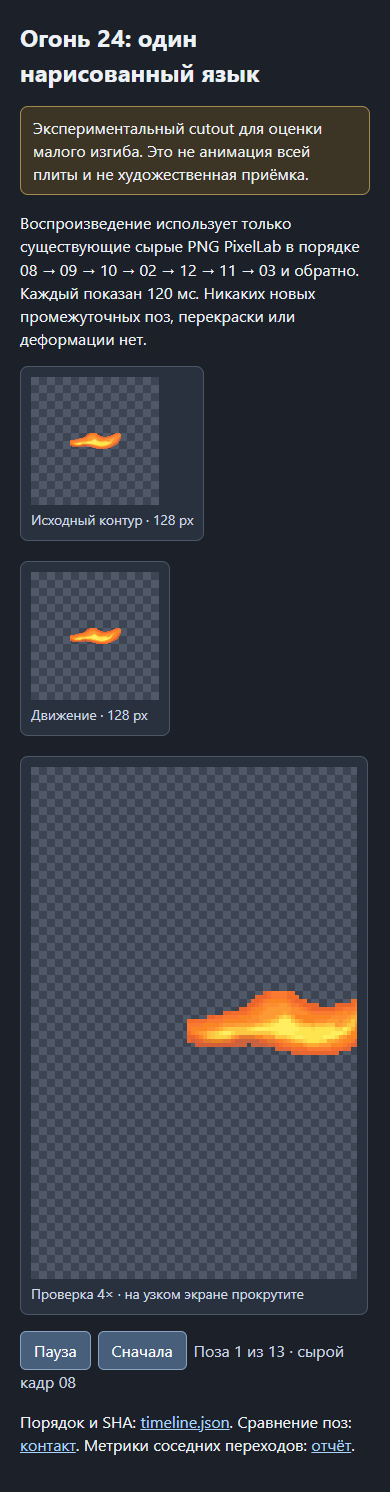 Огонь 24: один
нарисованный язык
Экспериментальный cutout для оценки
малого изгиба. Это не анимация всей
плиты и не художественная приёмка.
Воспроизведение использует только
существующие сырые PNG PixelLab в порядке
08 → 09 → 10 → 02 → 12 → 11 → 03 и обратно.
Каждый показан 120 мс. Никаких новых
промежуточных поз, перекраски или
деформации нет.
Исходный контур · 128 px
Движение · 128 px
Проверка 4× · на узком экране прокрутите
Пауза Сначала Поза 1 из 13 · сырой
кадр 08
Порядок и SHA: timeline.json. Сравнение поз:
контакт. Метрики соседних переходов: отчёт.